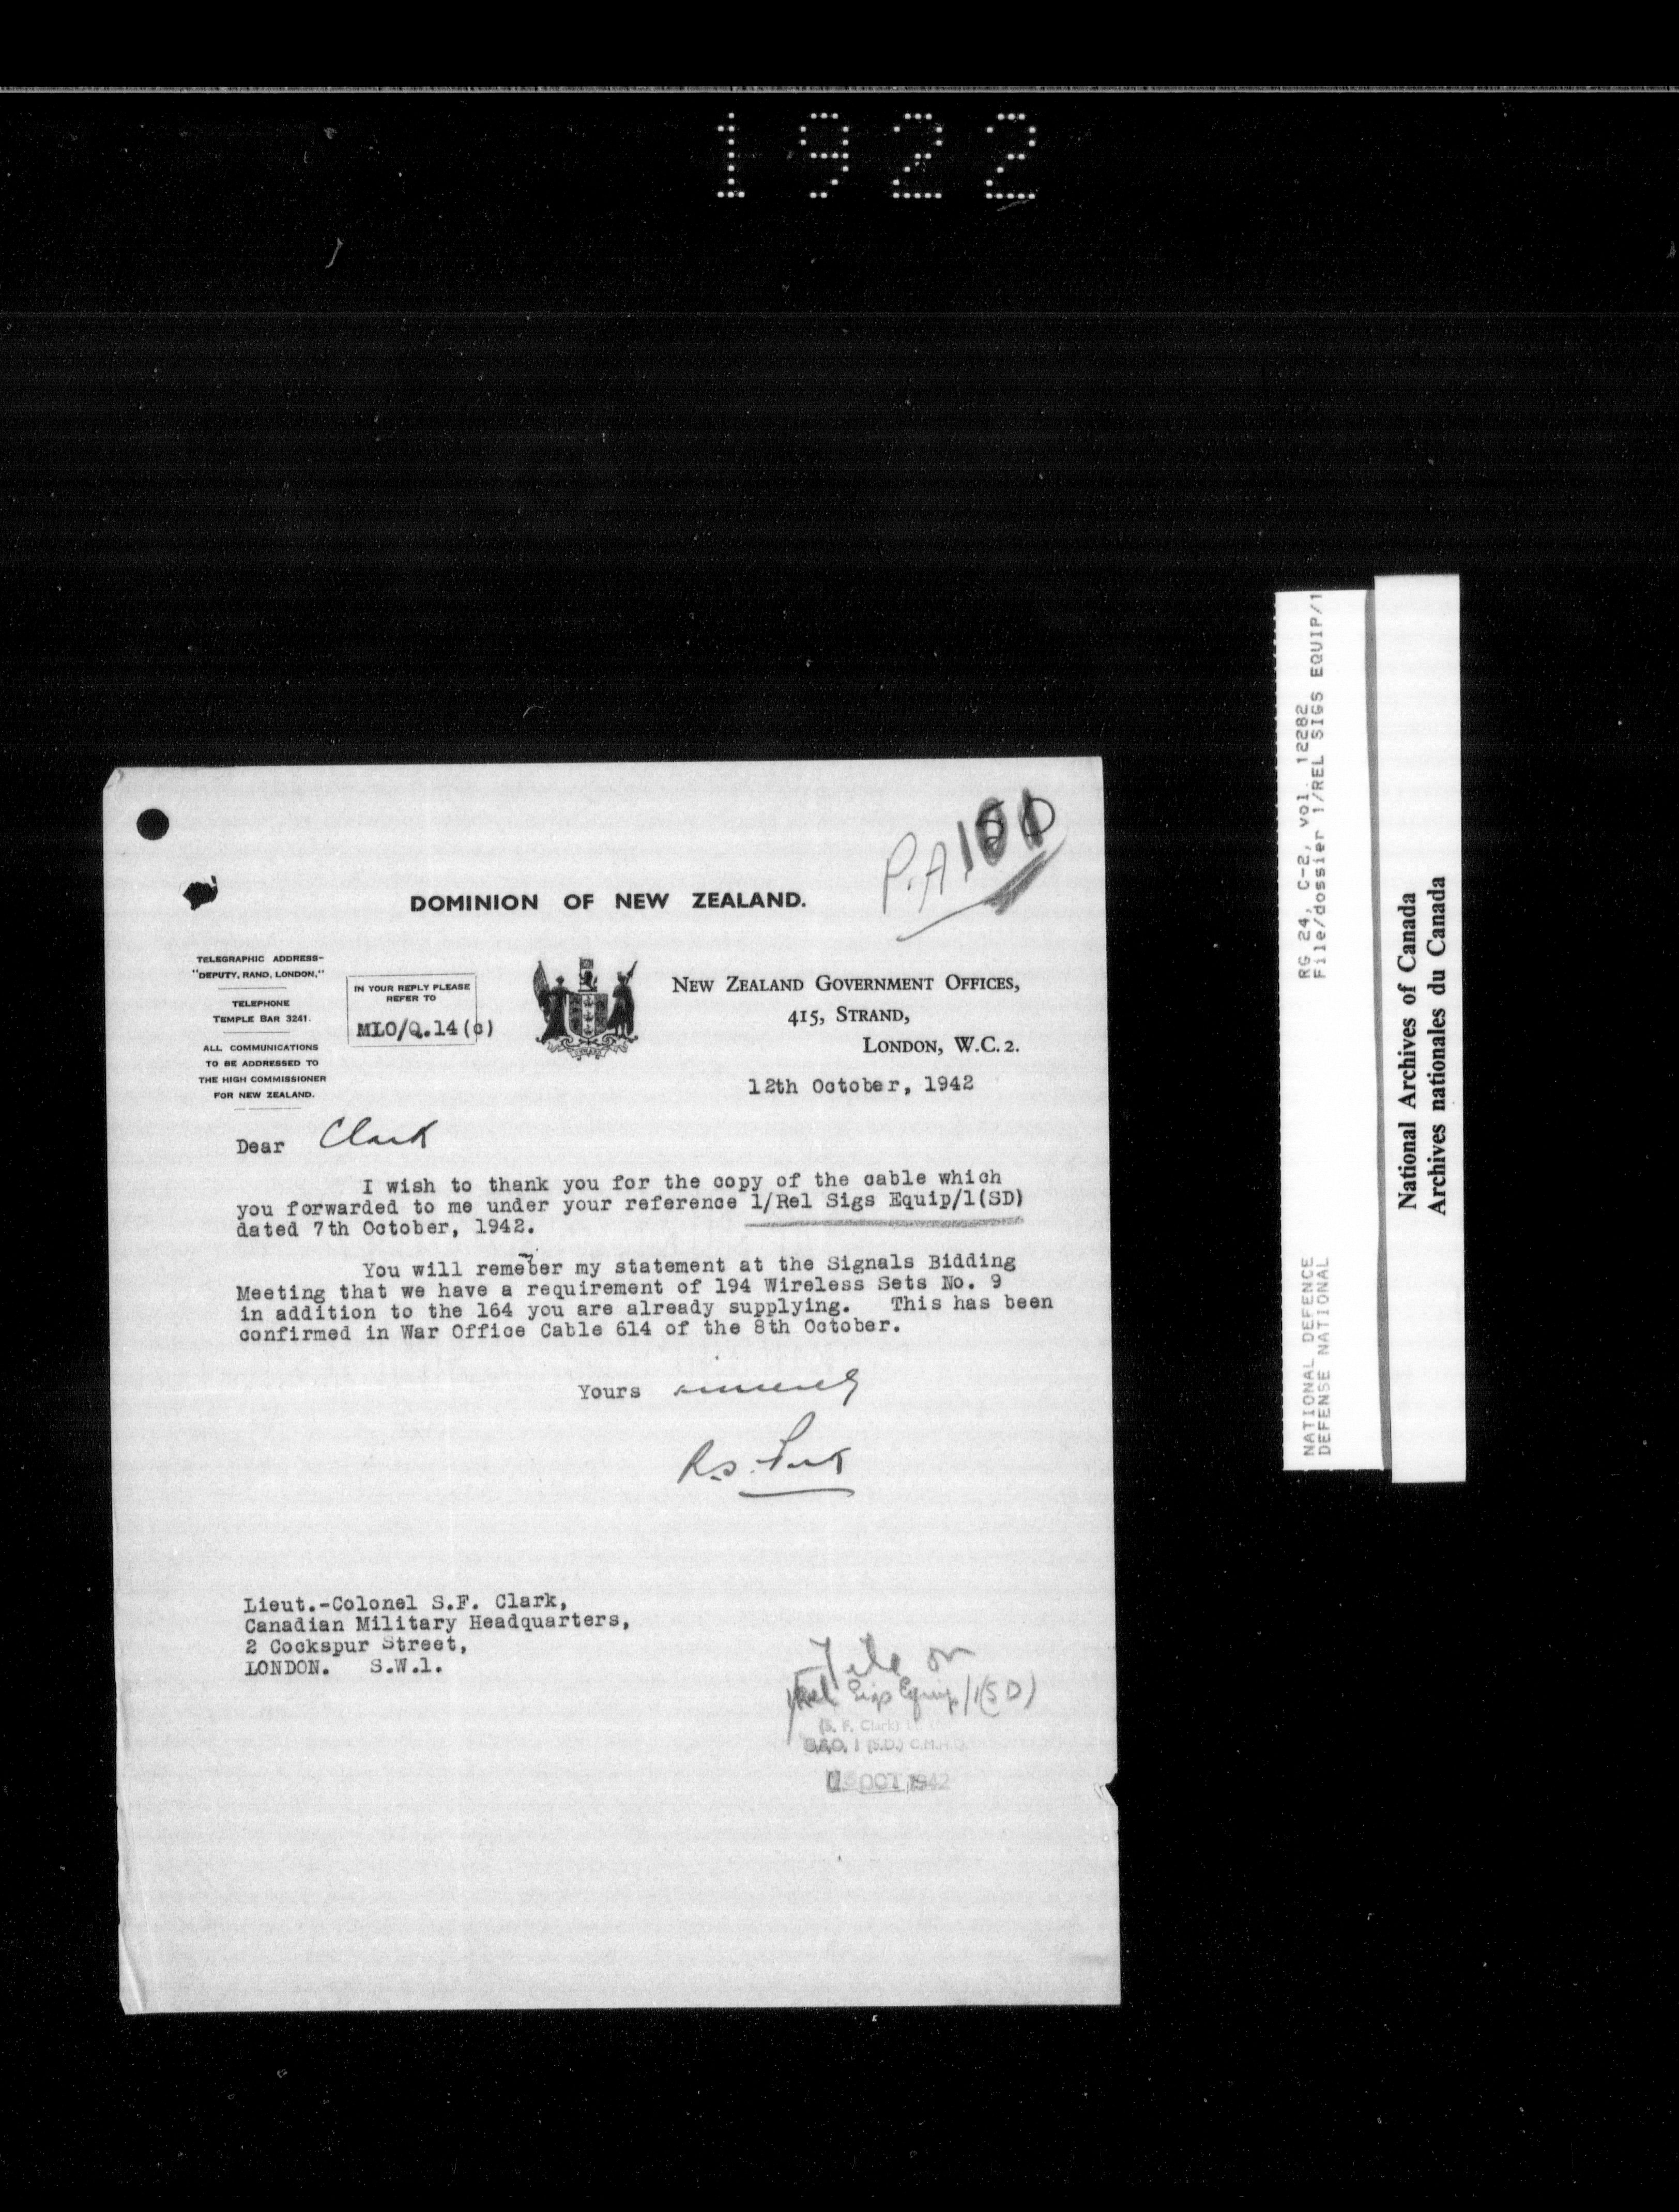 1922
P.A.
DOMINION OF NEW ZEALAND.
TELEGRAPHIC ADDRESS-
"DEPUTY, RAND, LONDON,"
TELEPHONE
TEMPLE BAR 3241.
ALL COMMUNICATIONS
TO BE ADDRESSED TO
THE HIGH COMMISSIONER
FOR NEW ZEALAND.
IN YOUR REPLY PLEASE
REFER TO
MLO/Q.14(c)
NEW ZEALAND GOVERNMENT OFFICES,
415, STRAND,
LONDON, W.C.2.
12th October, 1942
Dear Clark
I wish to thank you for the copy of the cable which
you forwarded to me under your reference 1/Rel Sigs Equip/1(SD)
dated 7th October, 1942.
You will remeber my statement at the Signals Bidding
Meeting that we have a requirement of 194 Wireless Sets No. 9
in addition to the 164 you are already supplying. This has been
confirmed in War Office Cable 614 of the 8th October.
Yours sincerely
R.S. Park
Lieut.-Colonel S.F. Clark,
Canadian Military Headquarters,
2 Cockspur Street,
LONDON. S.W.1.
File on
1/Rel Sigs Equip/1(SD)
(S. F. Clark) Lt.
G.S.O. 1 (S.D.) C.M.H.Q.
OCT 1942
RG 24, C-2, vol. 12282
File/dossier 1/REL SIGS EQUIP/1
NATIONAL DEFENCE
DEFENSE NATIONAL
National Archives of Canada
Archives nationales du Canada